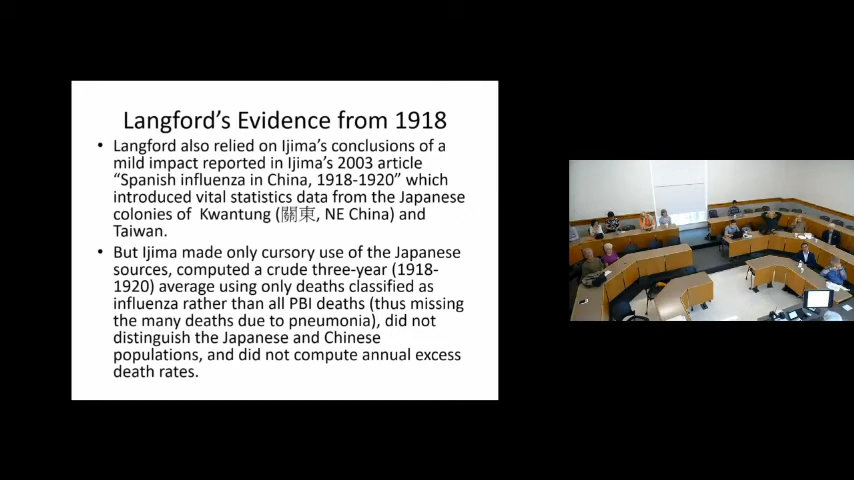 Langford's Evidence from 1918
• Langford also relied on Ijima's conclusions of a
mild impact reported in Ijima's 2003 article
“Spanish influenza in China, 1918-1920” which
introduced vital statistics data from the Japanese
colonies of Kwantung (關東, NE China) and
Taiwan.
• But Ijima made only cursory use of the Japanese
sources, computed a crude three-year (1918-
1920) average using only deaths classified as
influenza rather than all PBI deaths (thus missing
the many deaths due to pneumonia), did not
distinguish the Japanese and Chinese
populations, and did not compute annual excess
death rates.